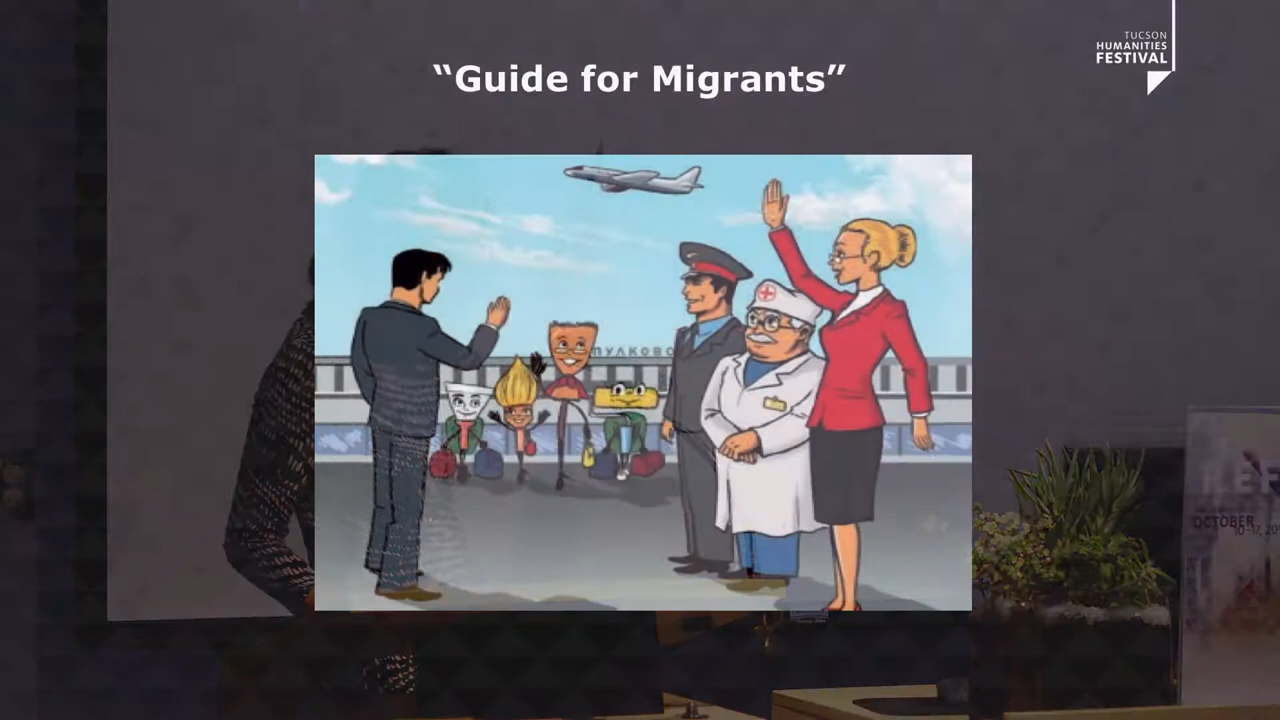 TUCSON
HUMANITIES
FESTIVAL
“Guide for Migrants”
ПУЛКОВО
OCTOBER